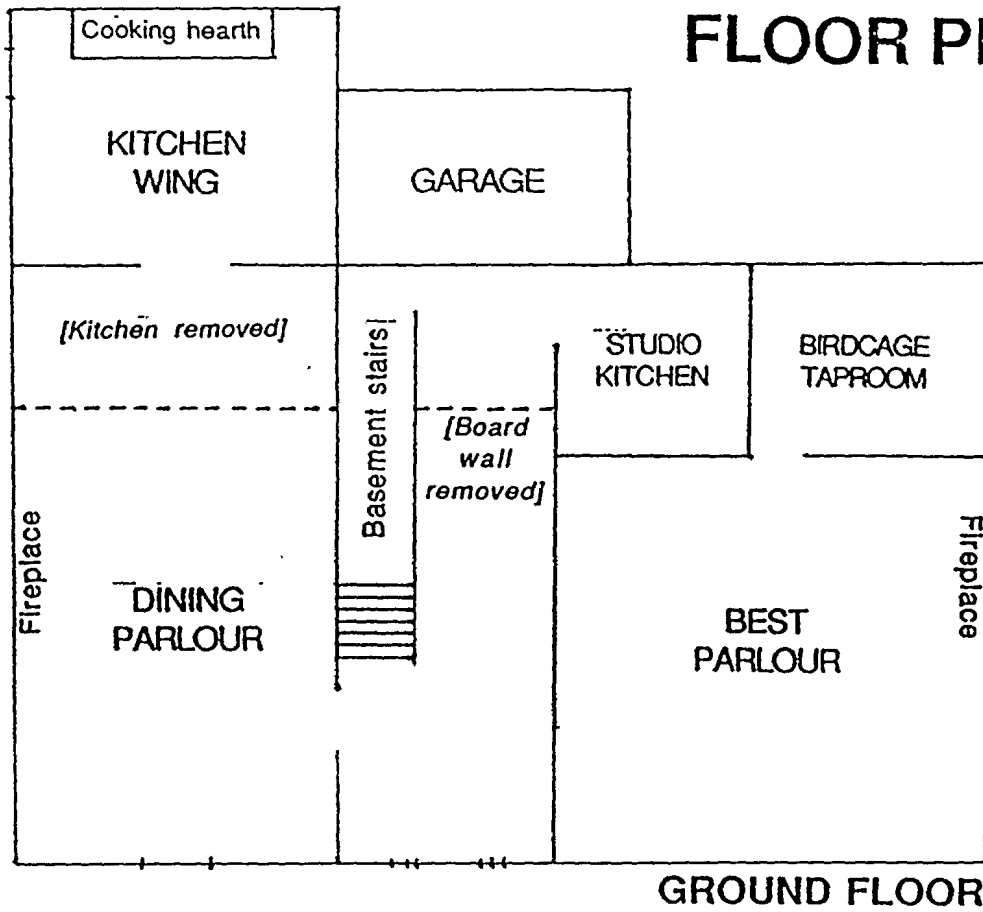 FLOOR
Cooking hearth
KITCHEN
WING
GARAGE
[Kitchen removed]
Basement stairs
STUDIO
KITCHEN
BIRDCAGE
TAPROOM
[Board
wall
removed]
Fireplace
DINING
PARLOUR
BEST
PARLOUR
Fireplace
GROUND FLOOR